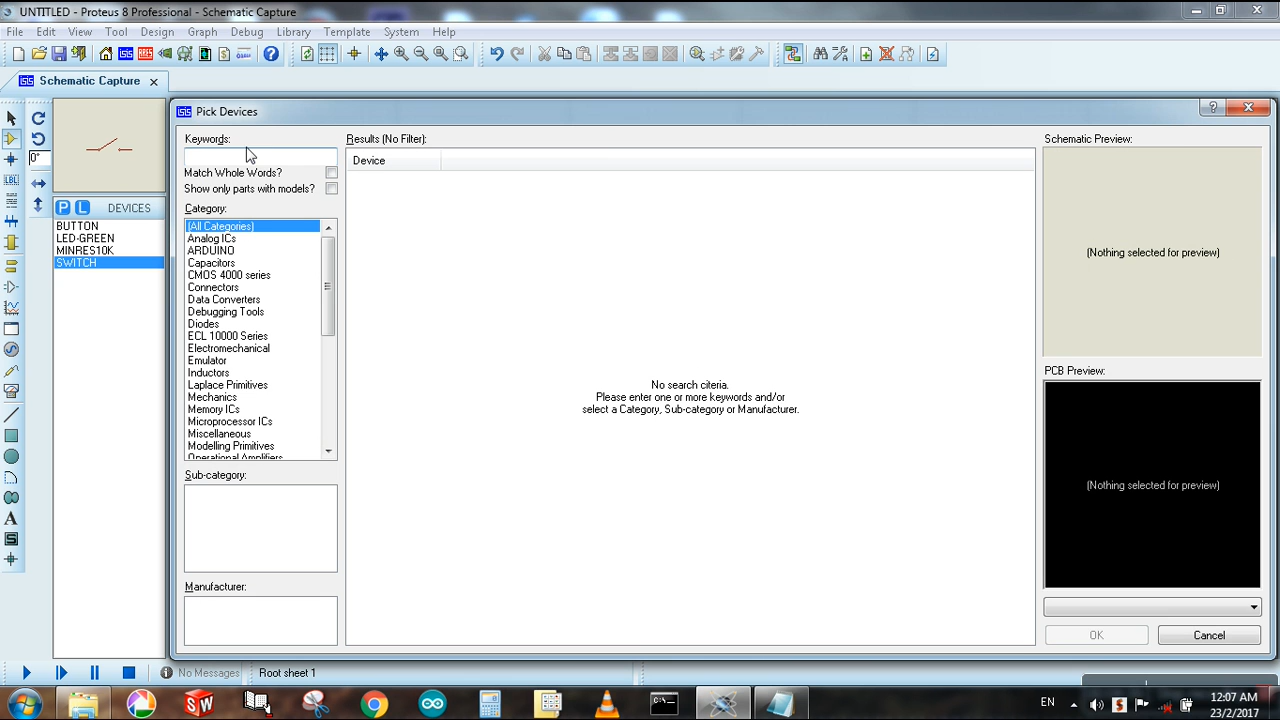 UNTITLED - Proteus 8 Professional - Schematic Capture
File Edit View Tool Design Graph Debug Library Template System Help
Schematic Capture
Pick Devices
Keywords:
Match Whole Words?
Show only parts with models?
Category:
(All Categories)
Analog ICs
ARDUINO
Capacitors
CMOS 4000 series
Connectors
Data Converters
Debugging Tools
Diodes
ECL 10000 Series
Electromechanical
Emulator
Inductors
Laplace Primitives
Mechanics
Memory ICs
Microprocessor ICs
Miscellaneous
Modelling Primitives
Operational Amplifiers
Sub-category:
Manufacturer:
Results (No Filter):
Device
No search citeria.
Please enter one or more keywords and/or
select a Category, Sub-category or Manufacturer.
Schematic Preview:
(Nothing selected for preview)
PCB Preview:
(Nothing selected for preview)
OK Cancel
0°
LBL
P L DEVICES
BUTTON
LED-GREEN
MINRES10K
SWITCH
No Messages Root sheet 1
EN
12:07 AM
23/2/2017